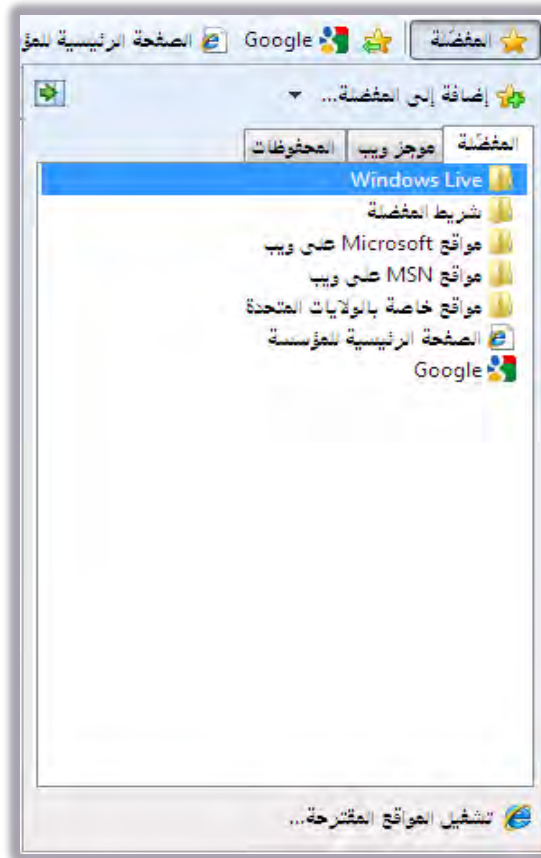 المفضّلة Google الصفحة الرئيسية للمؤ
إضافة إلى المفضلة...
المفضّلة موجز ويب المحفوظات
Windows Live
شريط المفضلة
مواقع Microsoft على ويب
مواقع MSN على ويب
مواقع خاصة بالولايات المتحدة
الصفحة الرئيسية للمؤسسة
Google
تشغيل المواقع المقترحة...